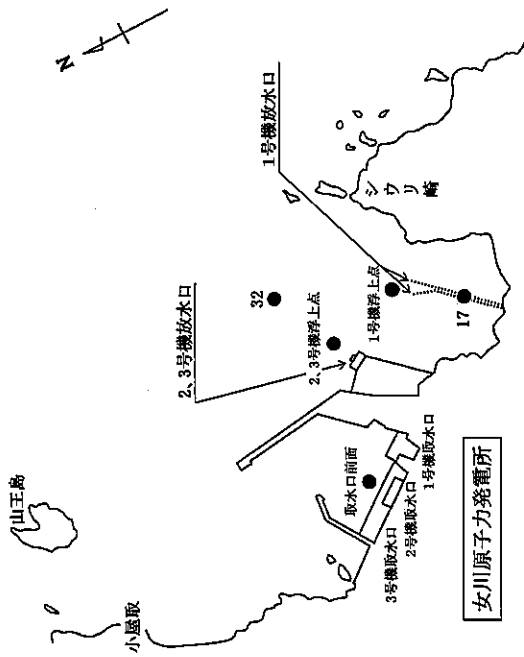 N
山王島
小屋取
2、3号機放水口
1号機放水口
32
2、3号機浮上点
1号機浮上点
17
シウリ崎
取水口前面
1号機取水口
2号機取水口
3号機取水口
女川原子力発電所